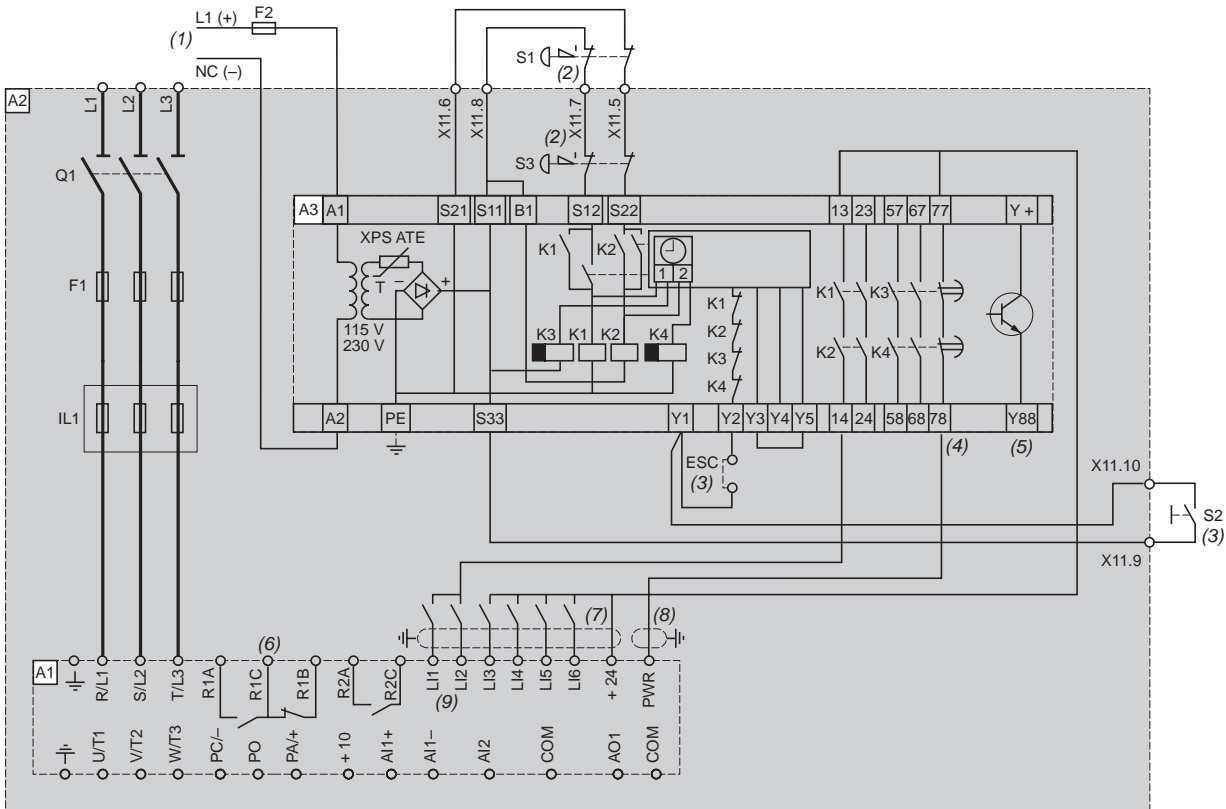 L1 (+) F2
(1)
NC (–)
S1 (2)
A2
L1 L2 L3
X11.6 X11.8 X11.7 X11.5
(2)
S3
Q1
A3 A1 S21 S11 B1 S12 S22 13 23 57 67 77 Y +
XPS ATE
K1 K2
1 2
T – +
F1
115 V
230 V
K3 K1 K2 K4
K1
K2
K3
K4
K1 K3
K2 K4
IL1
A2 PE S33 Y1 Y2 Y3 Y4 Y5 14 24 58 68 78 Y88
(4) (5)
ESC
(3)
X11.10
S2
(3)
X11.9
(7) (8)
(6)
A1
R/L1 S/L2 T/L3 R1A R1C R1B R2A R2C LI1 LI2 LI3 LI4 LI5 LI6 + 24 PWR
(9)
U/T1 V/T2 W/T3 PC/– PO PA/+ + 10 AI1+ AI1– AI2 COM AO1 COM